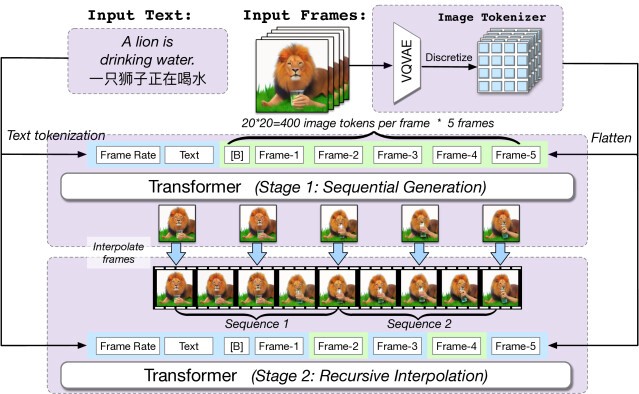 Input Text:
A lion is
drinking water.
一只狮子正在喝水
Input Frames:
VQVAE
Discretize
Image Tokenizer
20*20=400 image tokens per frame * 5 frames
Text tokenization
Flatten
Frame Rate Text [B] Frame-1 Frame-2 Frame-3 Frame-4 Frame-5
Transformer (Stage 1: Sequential Generation)
Interpolate
frames
Sequence 1 Sequence 2
Frame Rate Text [B] Frame-1 Frame-2 Frame-3 Frame-4 Frame-5
Transformer (Stage 2: Recursive Interpolation)